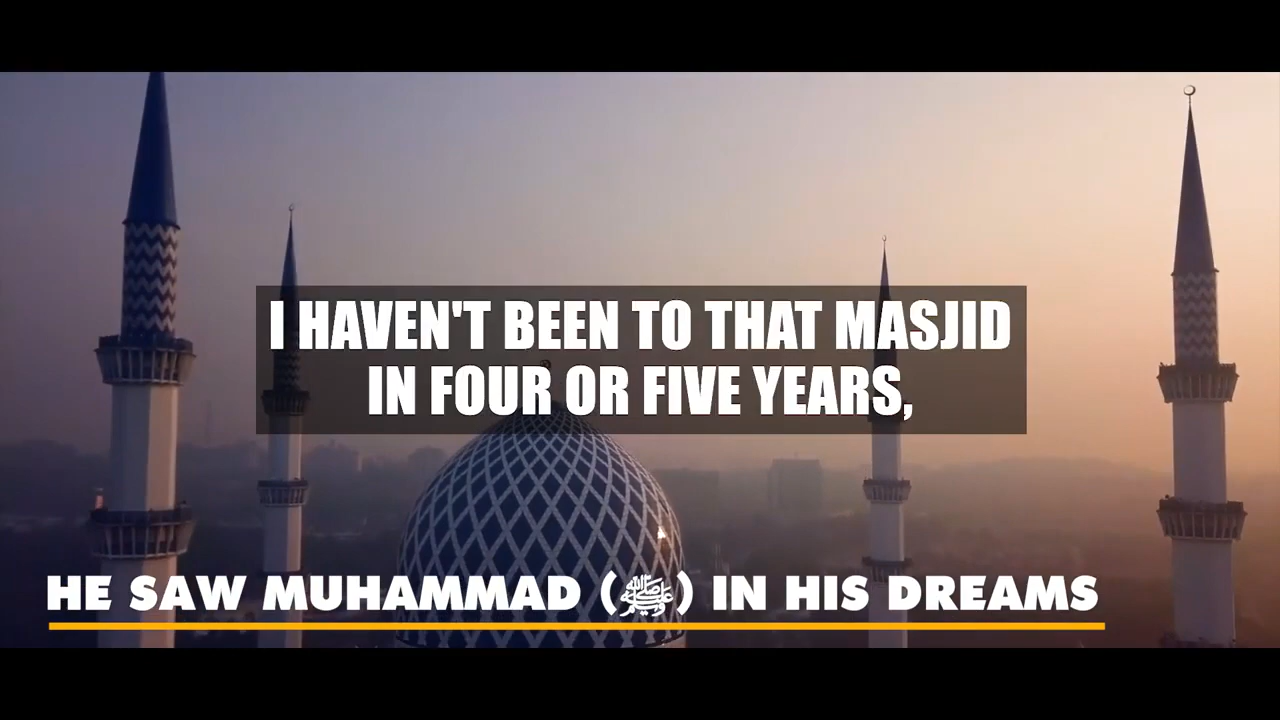 I HAVEN'T BEEN TO THAT MASJID
IN FOUR OR FIVE YEARS,
HE SAW MUHAMMAD (ﷺ) IN HIS DREAMS